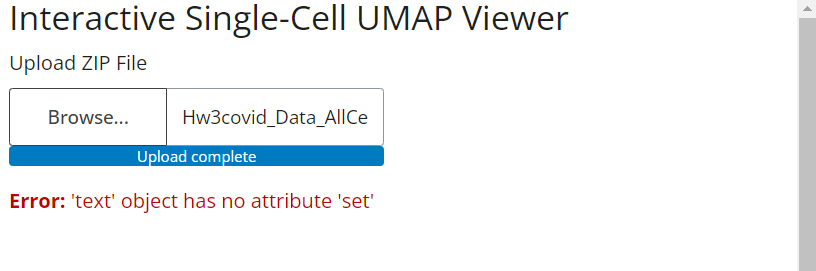 Interactive Single-Cell UMAP Viewer
Upload ZIP File
Browse... Hw3covid_Data_AllCe
Upload complete
Error: 'text' object has no attribute 'set'